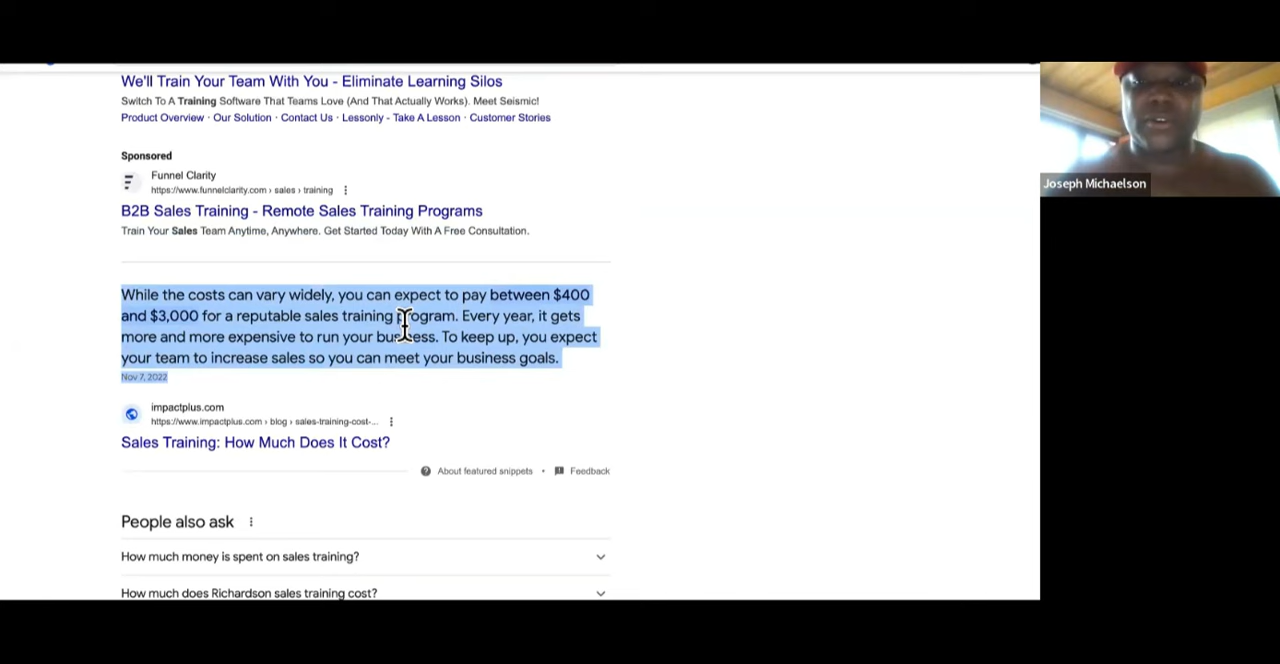 We'll Train Your Team With You - Eliminate Learning Silos
Switch To A Training Software That Teams Love (And That Actually Works). Meet Seismic!
Product Overview · Our Solution · Contact Us · Lessonly - Take A Lesson · Customer Stories
Sponsored
Funnel Clarity
https://www.funnelclarity.com › sales › training
B2B Sales Training - Remote Sales Training Programs
Train Your Sales Team Anytime, Anywhere. Get Started Today With A Free Consultation.
While the costs can vary widely, you can expect to pay between $400
and $3,000 for a reputable sales training program. Every year, it gets
more and more expensive to run your business. To keep up, you expect
your team to increase sales so you can meet your business goals.
Nov 7, 2022
impactplus.com
https://www.impactplus.com › blog › sales-training-cost-...
Sales Training: How Much Does It Cost?
About featured snippets • Feedback
People also ask
How much money is spent on sales training?
How much does Richardson sales training cost?
Joseph Michaelson